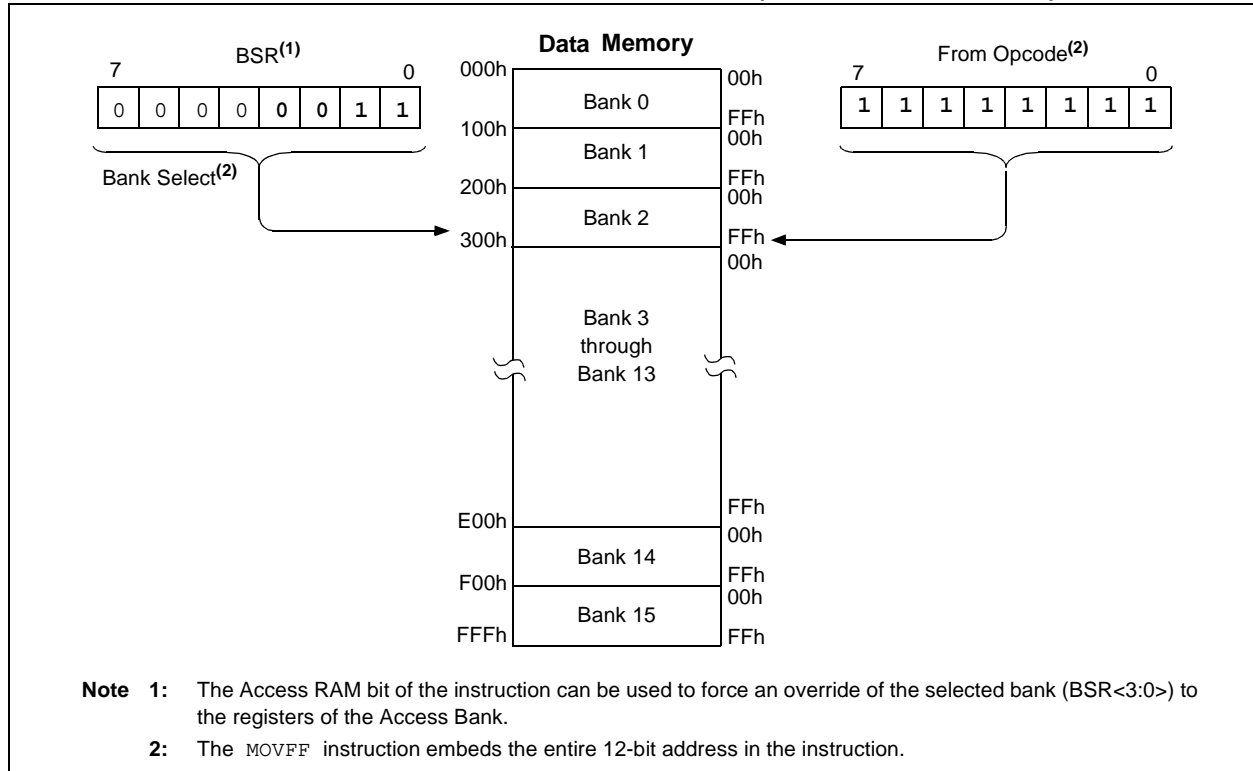 Data Memory
BSR(1)
7 0
0 0 0 0 0 0 1 1
Bank Select(2)
From Opcode(2)
7 0
1 1 1 1 1 1 1 1
000h Bank 0 00h
FFh
100h Bank 1 00h
FFh
200h Bank 2 00h
FFh
300h
00h
Bank 3
through
Bank 13
FFh
E00h Bank 14 00h
FFh
F00h Bank 15 00h
FFFh FFh
Note 1: The Access RAM bit of the instruction can be used to force an override of the selected bank (BSR<3:0>) to
the registers of the Access Bank.
2: The MOVFF instruction embeds the entire 12-bit address in the instruction.